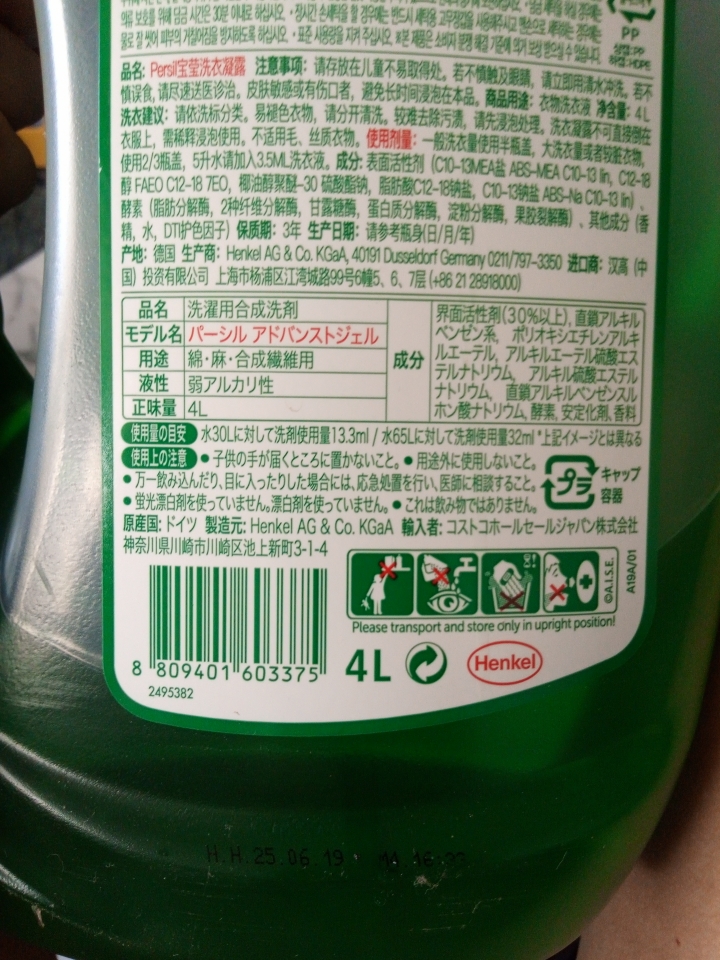 PP
품로 잘 씻어 피부의 거칠어짐을 방지하도록 하십시오.
品名: Persil宝莹洗衣凝露 注意事项: 请存放在儿童不易取得处。若不慎触及眼睛，请立即用清水冲洗。若不
慎误食，请尽速送医诊治。皮肤敏感或有伤口者，避免长时间浸泡在本品。商品用途: 衣物洗衣液 净含量: 4 L
洗衣建议: 请依洗标分类。易褪色衣物，请分开清洗。较难去除污渍，请先浸泡处理。洗衣凝露不可直接倒在
衣服上，需稀释浸泡使用。不适用毛、丝质衣物。使用剂量: 一般洗衣量使用半瓶盖，大洗衣量或者较脏衣物，
使用2/3瓶盖，5升水请加入3.5ML洗衣液。成分: 表面活性剂（C10-13MEA盐 ABS-MEA C10-13 lin, C12-18
醇 FAEO C12-18 7EO, 椰油醇聚醚-30 硫酸酯钠，脂肪酸C12-18钠盐，C10-13钠盐 ABS-Na C10-13 lin）、
酵素（脂肪分解酶，2种纤维分解酶，甘露糖酶，蛋白质分解酶，淀粉分解酶，果胶裂解酶）、其他成分（香
精，水，DTI护色因子）保质期: 3年 生产日期: 请参考瓶身(日/月/年)
产地: 德国 生产商: Henkel AG & Co. KGaA, 40191 Dusseldorf Germany 0211/797-3350 进口商: 汉高（中
国）投资有限公司 上海市杨浦区江湾城路99号6幢5、6、7层 (+86 21 28918000)
品名 洗濯用合成洗剤
モデル名 パーシル アドバンストジェル
用途 綿・麻・合成繊維用
液性 弱アルカリ性
正味量 4L
成分
界面活性剤(30%以上), 直鎖アルキル
ベンゼン系, ポリオキシエチレンアルキ
ルエーテル, アルキルエーテル硫酸エス
テルナトリウム, アルキル硫酸エステル
ナトリウム, 直鎖アルキルベンゼンスル
ホン酸ナトリウム, 酵素, 安定化剤, 香料
使用量の目安 水30Lに対して洗剤使用量13.3ml / 水65Lに対して洗剤使用量32ml *上記イメージとは異なる
使用上の注意 • 子供の手が届くところに置かないこと。 • 用途外に使用しないこと。
• 万一飲み込んだり、目に入ったりした場合には、応急処置を行い、医師に相談すること。
• 蛍光漂白剤を使っていません。漂白剤を使っていません。 • これは飲み物ではありません。
プラ
キャップ
容器
原産国: ドイツ 製造元: Henkel AG & Co. KGaA 輸入者: コストコホールセールジャパン株式会社
神奈川県川崎市川崎区池上新町3-1-4
©A.I.S.E.
A19A/01
Please transport and store only in upright position!
8 809401 603375
2495382
4L
Henkel
H.H.25.06.19